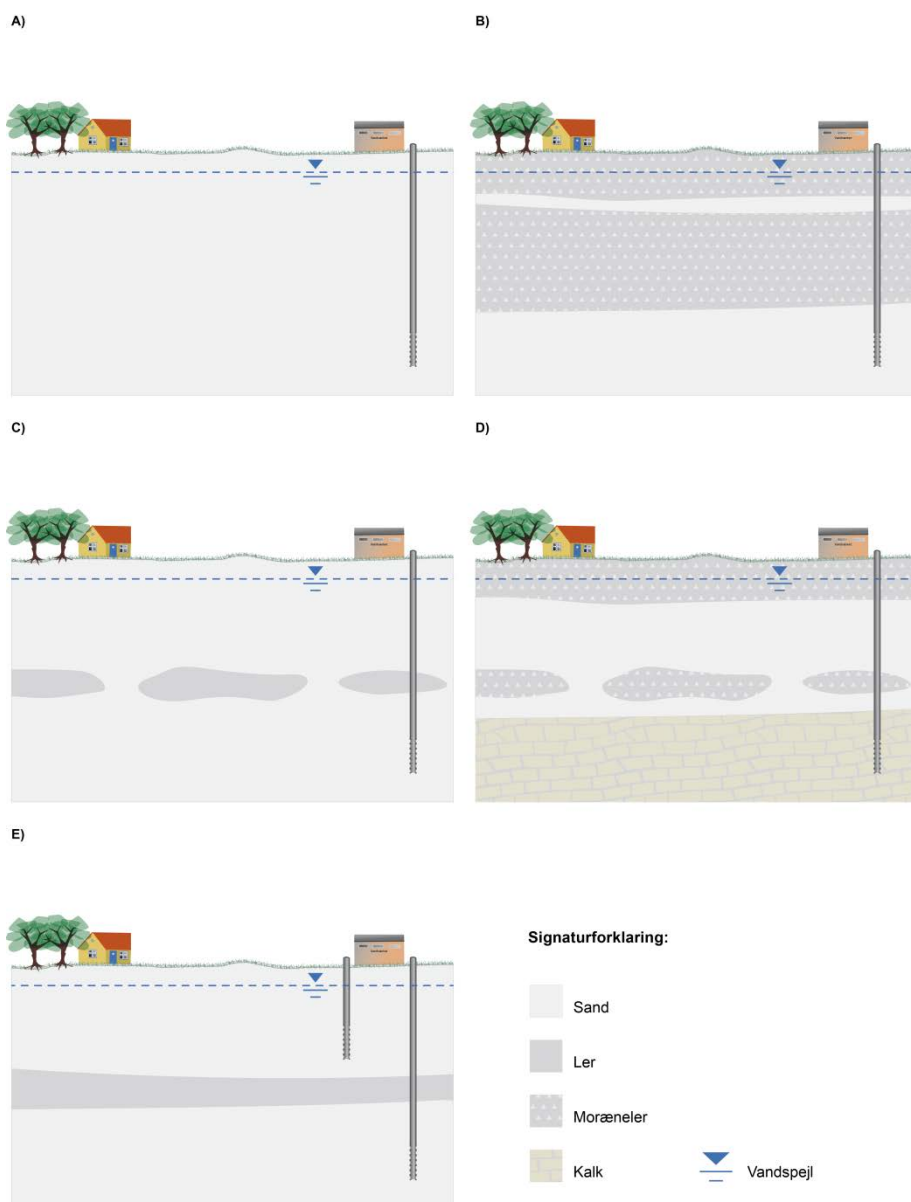 A)
B)
C)
D)
E)
Signaturforklaring:
Sand
Ler
Moræneler
Kalk
Vandspejl